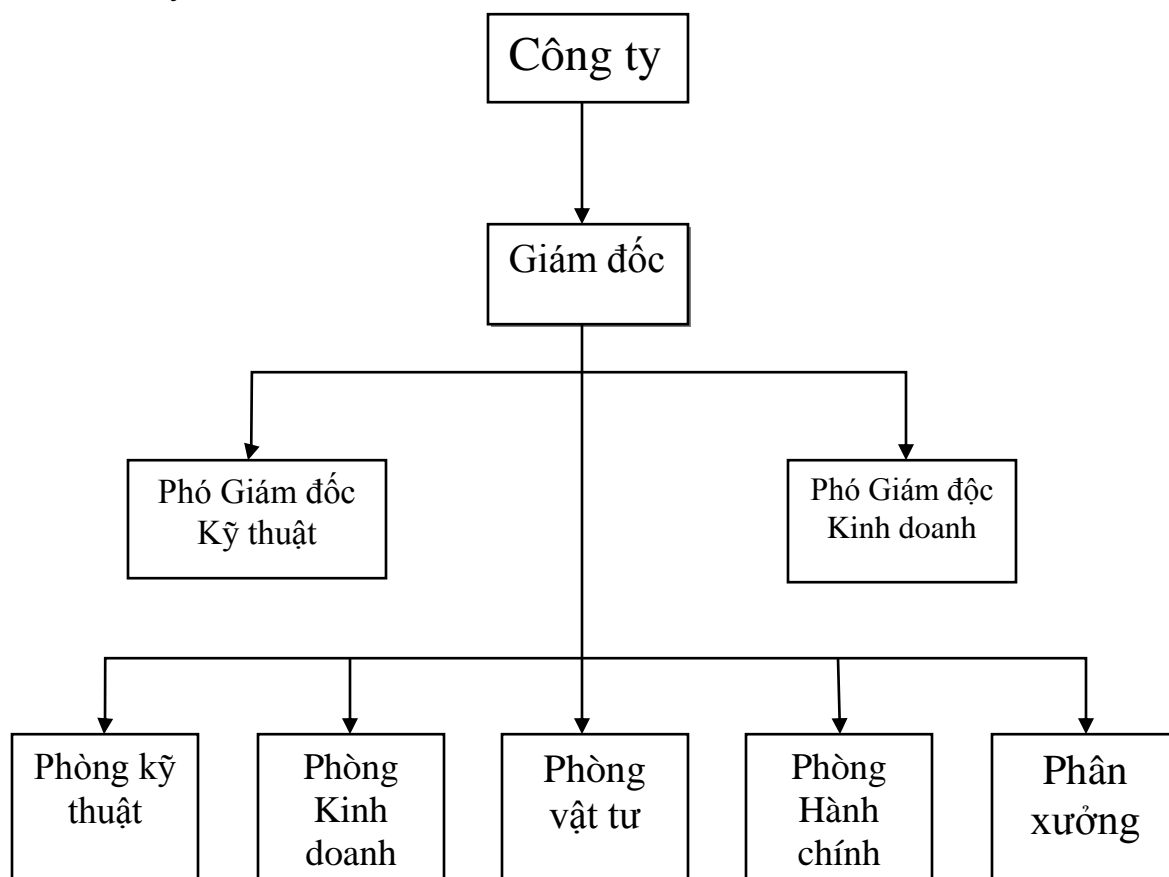 Công ty
Giám đốc
Phó Giám đốc
Kỹ thuật
Phó Giám độc
Kinh doanh
Phòng kỹ
thuật
Phòng
Kinh
doanh
Phòng
vật tư
Phòng
Hành
chính
Phân
xưởng